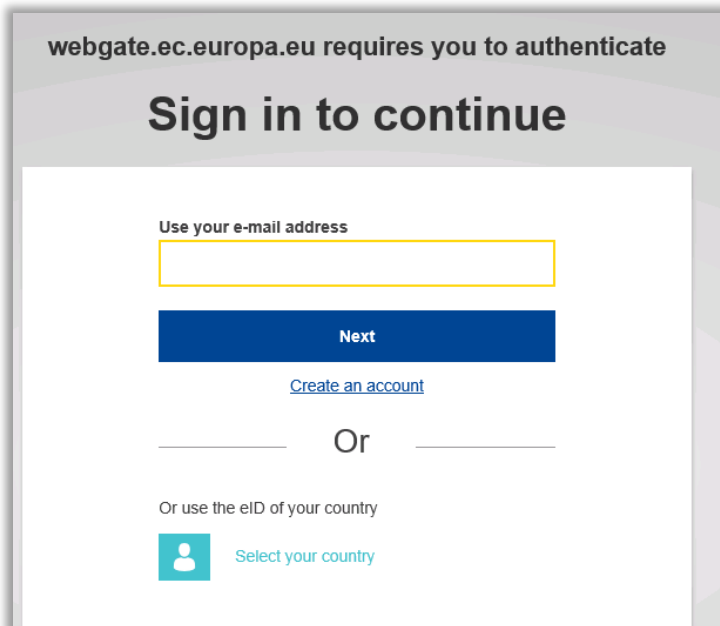 webgate.ec.europa.eu requires you to authenticate
Sign in to continue
Use your e-mail address
Next
Create an account
Or
Or use the eID of your country
Select your country